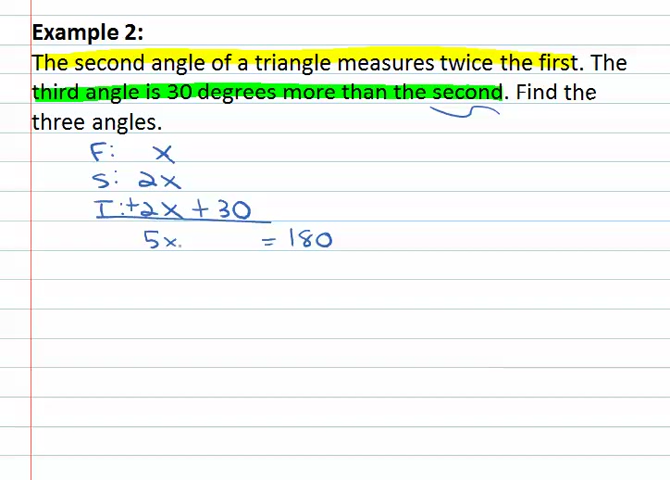 Example 2:
The second angle of a triangle measures twice the first. The
third angle is 30 degrees more than the second. Find the
three angles.
F: x
S: 2x
T: +2x + 30
5x = 180